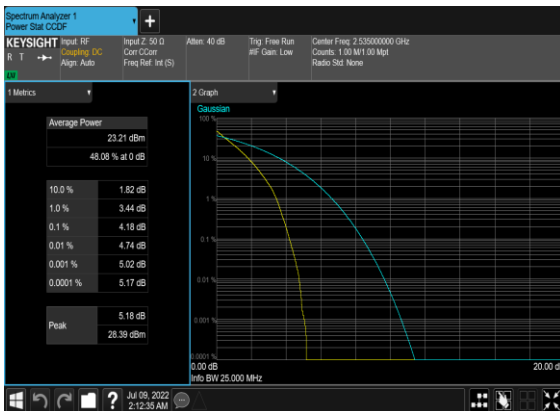 Spectrum Analyzer 1
Power Stat CCDF
KEYSIGHT
R T
LV
Input: RF
Coupling: DC
Align: Auto
Input Z: 50 Ω
Corr CCorr
Freq Ref: Int (S)
Atten: 40 dB
Trig: Free Run
#IF Gain: Low
Center Freq: 2.535000000 GHz
Counts: 1.00 M/1.00 Mpt
Radio Std: None
1 Metrics
Average Power
23.21 dBm
48.08 % at 0 dB
10.0 % 1.82 dB
1.0 % 3.44 dB
0.1 % 4.18 dB
0.01 % 4.74 dB
0.001 % 5.02 dB
0.0001 % 5.17 dB
Peak
5.18 dB
28.39 dBm
2 Graph
Gaussian
100 %
10 %
1 %
0.1 %
0.01 %
0.001 %
0.0001 %
0.00 dB
20.00 d
Info BW 25.000 MHz
Jul 09, 2022
2:12:35 AM